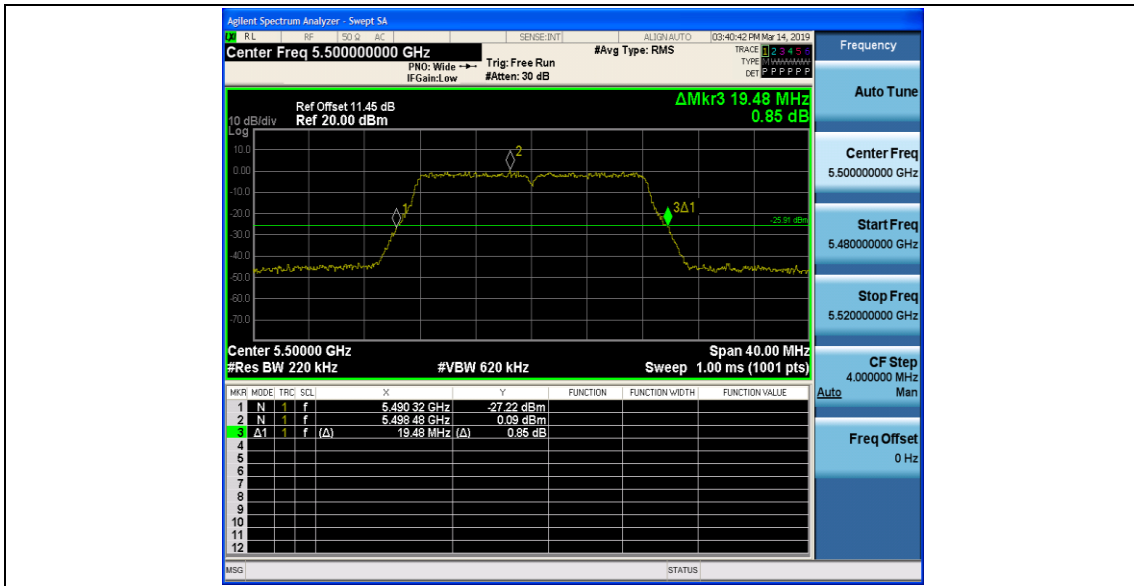 Agilent Spectrum Analyzer - Swept SA
RL RF 50 Ω AC SENSE:INT ALIGN AUTO 03:40:42 PM Mar 14, 2019
Center Freq 5.500000000 GHz #Avg Type: RMS TRACE 1 2 3 4 5 6
PNO: Wide Trig: Free Run TYPE M WWWWW
IFGain:Low #Atten: 30 dB DET P P P P P P
Frequency
Auto Tune
ΔMkr3 19.48 MHz
0.85 dB
Ref Offset 11.45 dB
10 dB/div Ref 20.00 dBm
Log
10.0
0.00
-10.0
-20.0
-30.0
-40.0
-50.0
-60.0
-70.0
1
2
3Δ1
-25.91 dBm
Center 5.50000 GHz Span 40.00 MHz
#Res BW 220 kHz #VBW 620 kHz Sweep 1.00 ms (1001 pts)
MKR MODE TRC SCL X Y FUNCTION FUNCTION WIDTH FUNCTION VALUE
1 N 1 f 5.490 32 GHz -27.22 dBm
2 N 1 f 5.498 48 GHz 0.09 dBm
3 Δ1 1 f (Δ) 19.48 MHz (Δ) 0.85 dB
4
5
6
7
8
9
10
11
12
Center Freq
5.500000000 GHz
Start Freq
5.480000000 GHz
Stop Freq
5.520000000 GHz
CF Step
4.000000 MHz
Auto Man
Freq Offset
0 Hz
MSG STATUS